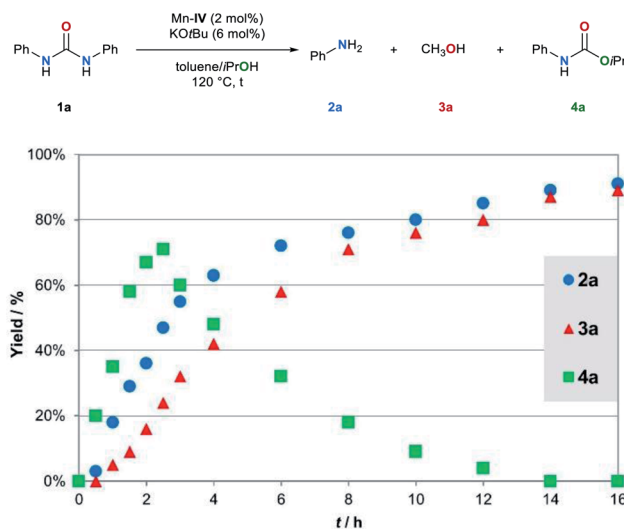 O
Ph N H N H Ph
1a
Mn-IV (2 mol%)
KOtBu (6 mol%)
toluene/iPrOH
120 °C, t
Ph NH2
2a
+
CH3OH
3a
+
Ph N H O OiPr
4a
100%
80%
60%
40%
20%
0%
Yield / %
0 2 4 6 8 10 12 14 16
t / h
2a
3a
4a